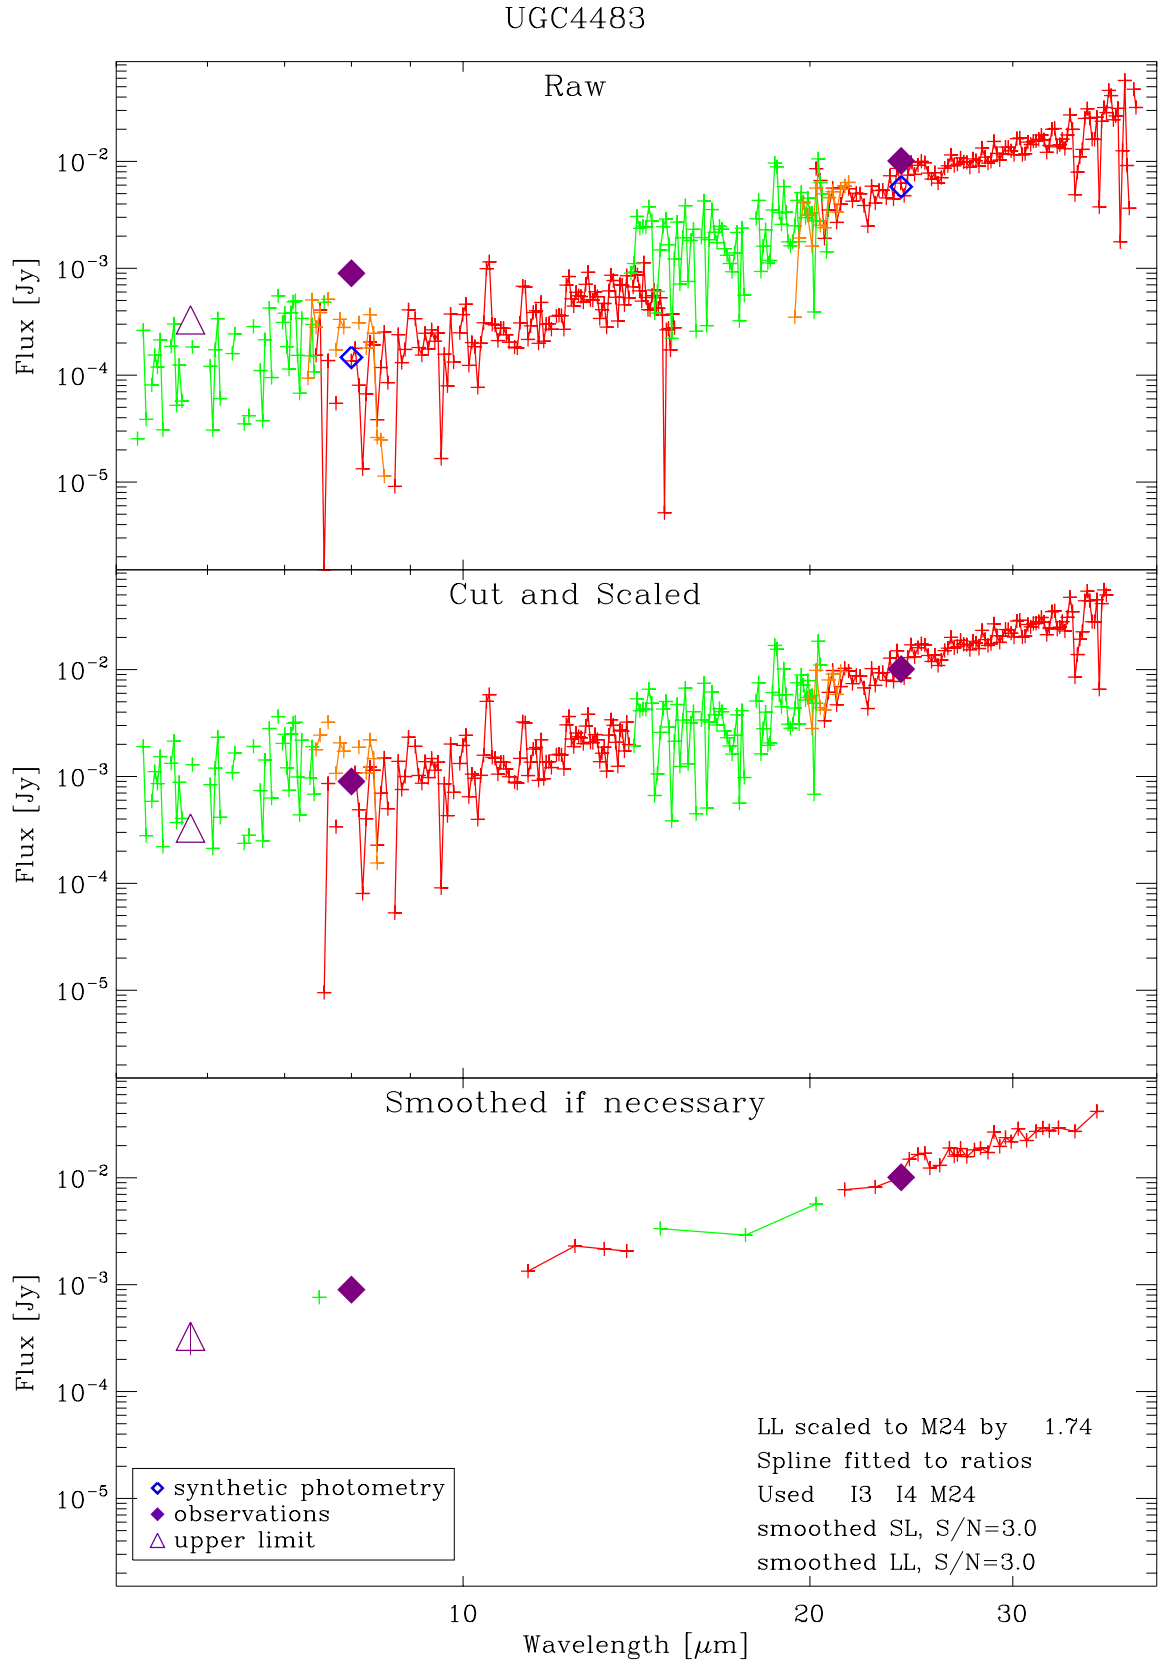 UGC4483
Raw
Flux [Jy]
10⁻²
10⁻³
10⁻⁴
10⁻⁵
Cut and Scaled
Flux [Jy]
10⁻²
10⁻³
10⁻⁴
10⁻⁵
Smoothed if necessary
Flux [Jy]
10⁻²
10⁻³
10⁻⁴
10⁻⁵
LL scaled to M24 by 1.74
Spline fitted to ratios
Used I3 I4 M24
smoothed SL, S/N=3.0
smoothed LL, S/N=3.0
synthetic photometry
observations
upper limit
10 20 30
Wavelength [μm]